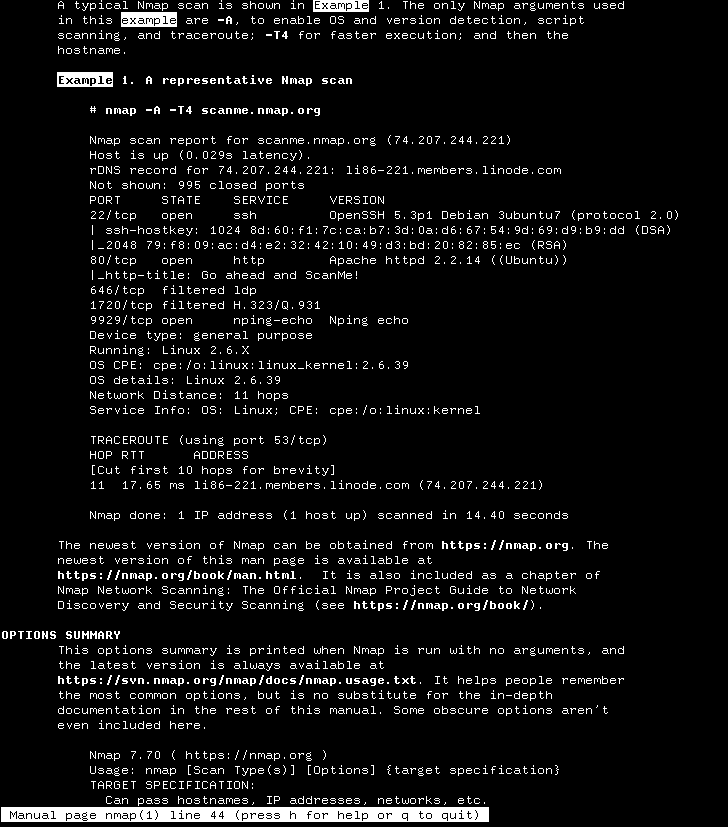 A typical Nmap scan is shown in Example 1. The only Nmap arguments used
in this example are -A, to enable OS and version detection, script
scanning, and traceroute; -T4 for faster execution; and then the
hostname.
Example 1. A representative Nmap scan
# nmap -A -T4 scanme.nmap.org
Nmap scan report for scanme.nmap.org (74.207.244.221)
Host is up (0.029s latency).
rDNS record for 74.207.244.221: li86-221.members.linode.com
Not shown: 995 closed ports
PORT     STATE    SERVICE     VERSION
22/tcp   open     ssh         OpenSSH 5.3p1 Debian 3ubuntu7 (protocol 2.0)
| ssh-hostkey: 1024 8d:60:f1:7c:ca:b7:3d:0a:d6:67:54:9d:69:d9:b9:dd (DSA)
|_2048 79:f8:09:ac:d4:e2:32:42:10:49:d3:bd:20:82:85:ec (RSA)
80/tcp   open     http        Apache httpd 2.2.14 ((Ubuntu))
|_http-title: Go ahead and ScanMe!
646/tcp  filtered ldp
1720/tcp filtered H.323/Q.931
9929/tcp open     nping-echo  Nping echo
Device type: general purpose
Running: Linux 2.6.X
OS CPE: cpe:/o:linux:linux_kernel:2.6.39
OS details: Linux 2.6.39
Network Distance: 11 hops
Service Info: OS: Linux; CPE: cpe:/o:linux:kernel
TRACEROUTE (using port 53/tcp)
HOP RTT      ADDRESS
[Cut first 10 hops for brevity]
11  17.65 ms li86-221.members.linode.com (74.207.244.221)
Nmap done: 1 IP address (1 host up) scanned in 14.40 seconds
The newest version of Nmap can be obtained from https://nmap.org. The
newest version of this man page is available at
https://nmap.org/book/man.html.  It is also included as a chapter of
Nmap Network Scanning: The Official Nmap Project Guide to Network
Discovery and Security Scanning (see https://nmap.org/book/).
OPTIONS SUMMARY
This options summary is printed when Nmap is run with no arguments, and
the latest version is always available at
https://svn.nmap.org/nmap/docs/nmap.usage.txt. It helps people remember
the most common options, but is no substitute for the in-depth
documentation in the rest of this manual. Some obscure options aren't
even included here.
Nmap 7.70 ( https://nmap.org )
Usage: nmap [Scan Type(s)] [Options] {target specification}
TARGET SPECIFICATION:
Can pass hostnames, IP addresses, networks, etc.
Manual page nmap(1) line 44 (press h for help or q to quit)